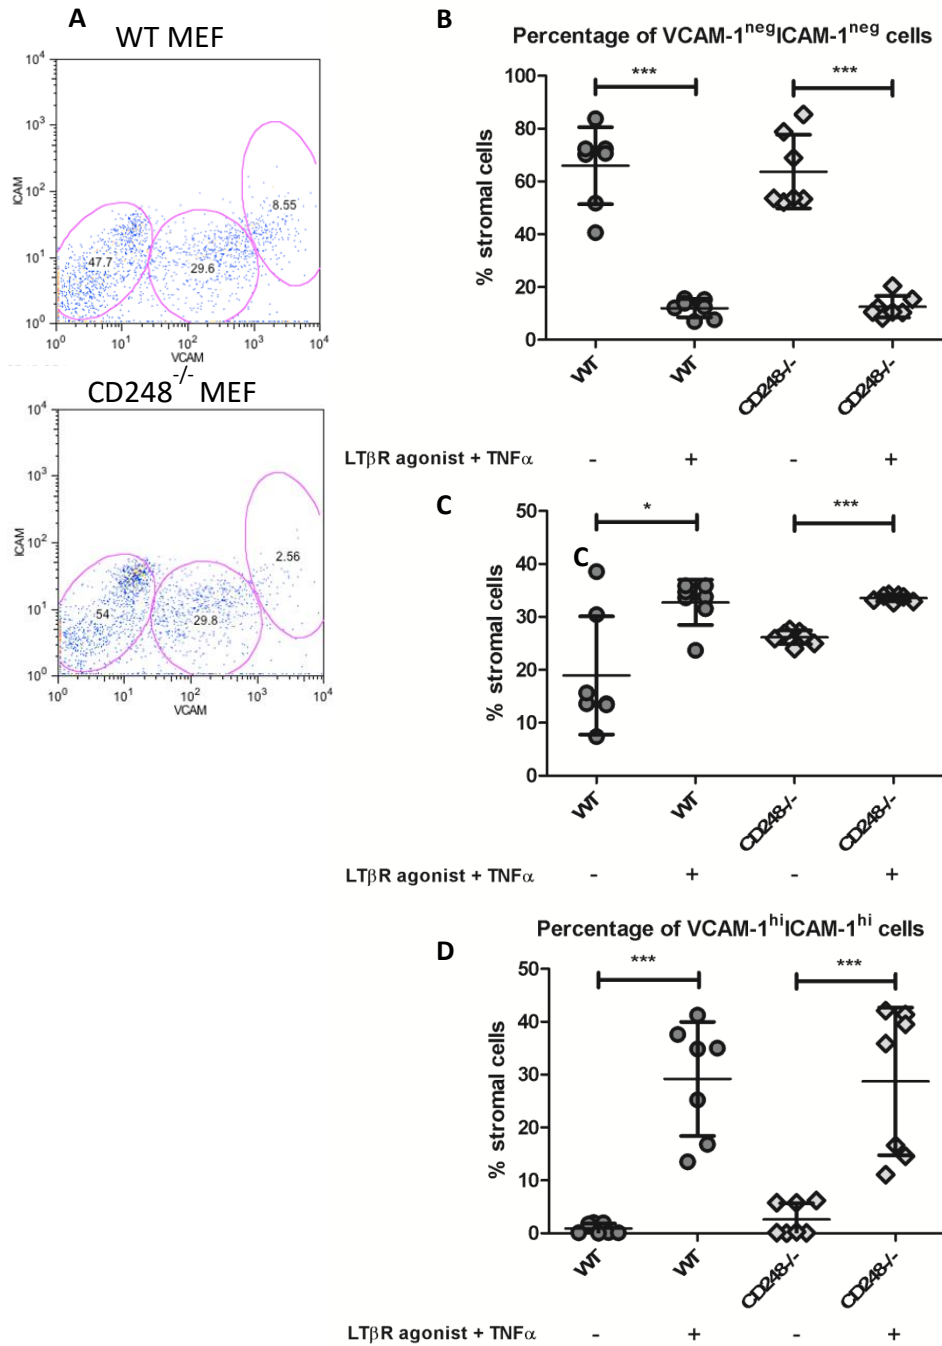 A
WT MEF
10⁴
10³
10²
10¹
10⁰
ICAM
8.55
47.7
29.6
10⁰ 10¹ 10² 10³ 10⁴
VCAM
CD248-/- MEF
10⁴
10³
10²
10¹
10⁰
ICAM
2.56
54
29.8
10⁰ 10¹ 10² 10³ 10⁴
VCAM
B
Percentage of VCAM-1negICAM-1neg cells
*** ***
100
80
60
40
20
0
% stromal cells
WT WT CD248-/- CD248-/-
LTβR agonist + TNFα - + - +
C
* ***
C
50
40
30
20
10
0
% stromal cells
WT WT CD248-/- CD248-/-
LTβR agonist + TNFα - + - +
Percentage of VCAM-1hiICAM-1hi cells
D
*** ***
50
40
30
20
10
0
% stromal cells
WT WT CD248-/- CD248-/-
LTβR agonist + TNFα - + - +